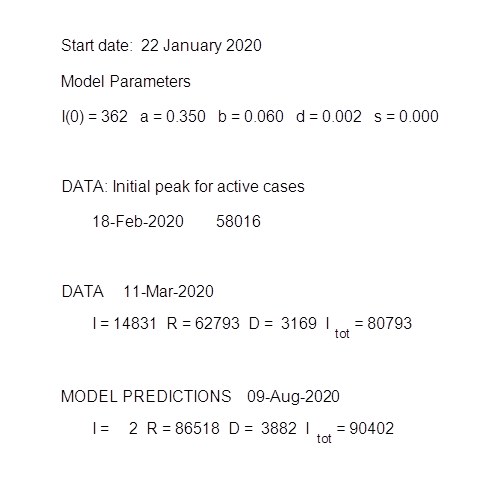 Start date: 22 January 2020
Model Parameters
I(0) = 362 a = 0.350 b = 0.060 d = 0.002 s = 0.000
DATA: Initial peak for active cases
18-Feb-2020 58016
DATA 11-Mar-2020
I = 14831 R = 62793 D = 3169 I tot = 80793
MODEL PREDICTIONS 09-Aug-2020
I = 2 R = 86518 D = 3882 I tot = 90402